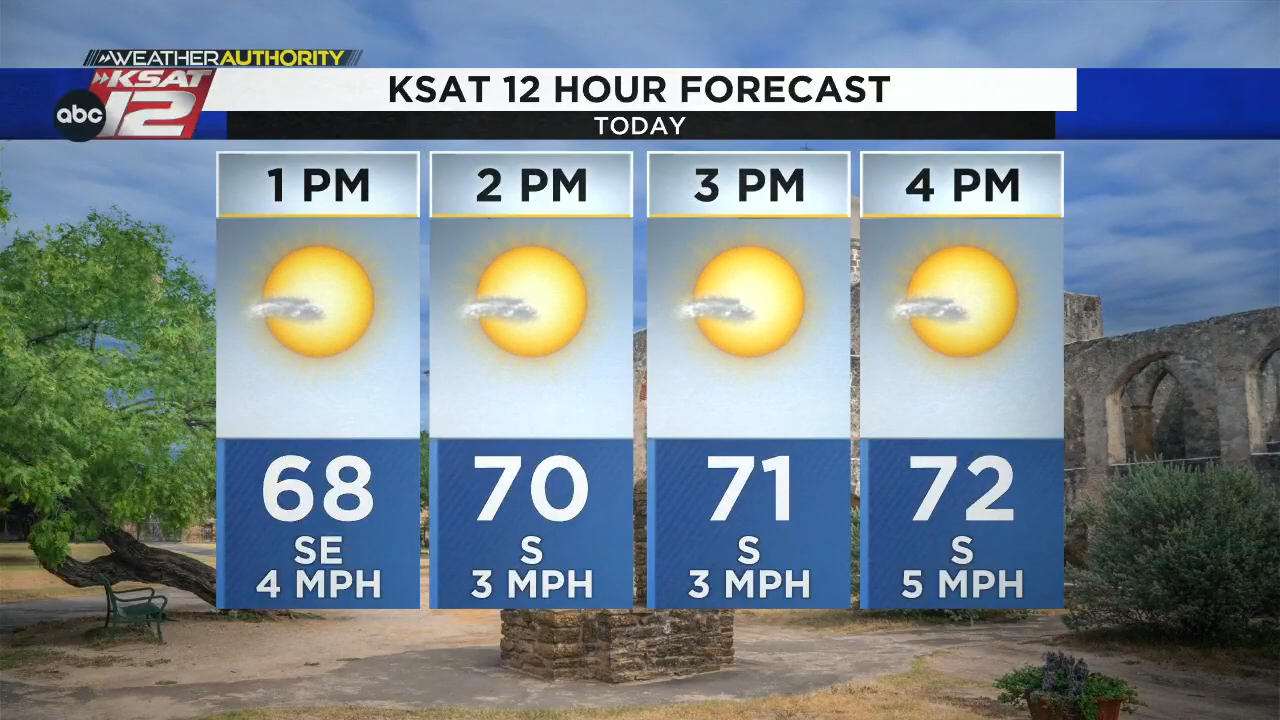 WEATHERAUTHORITY
KSAT
abc 12
KSAT 12 HOUR FORECAST
TODAY
1 PM 2 PM 3 PM 4 PM
68 70 71 72
SE S S S
4 MPH 3 MPH 3 MPH 5 MPH